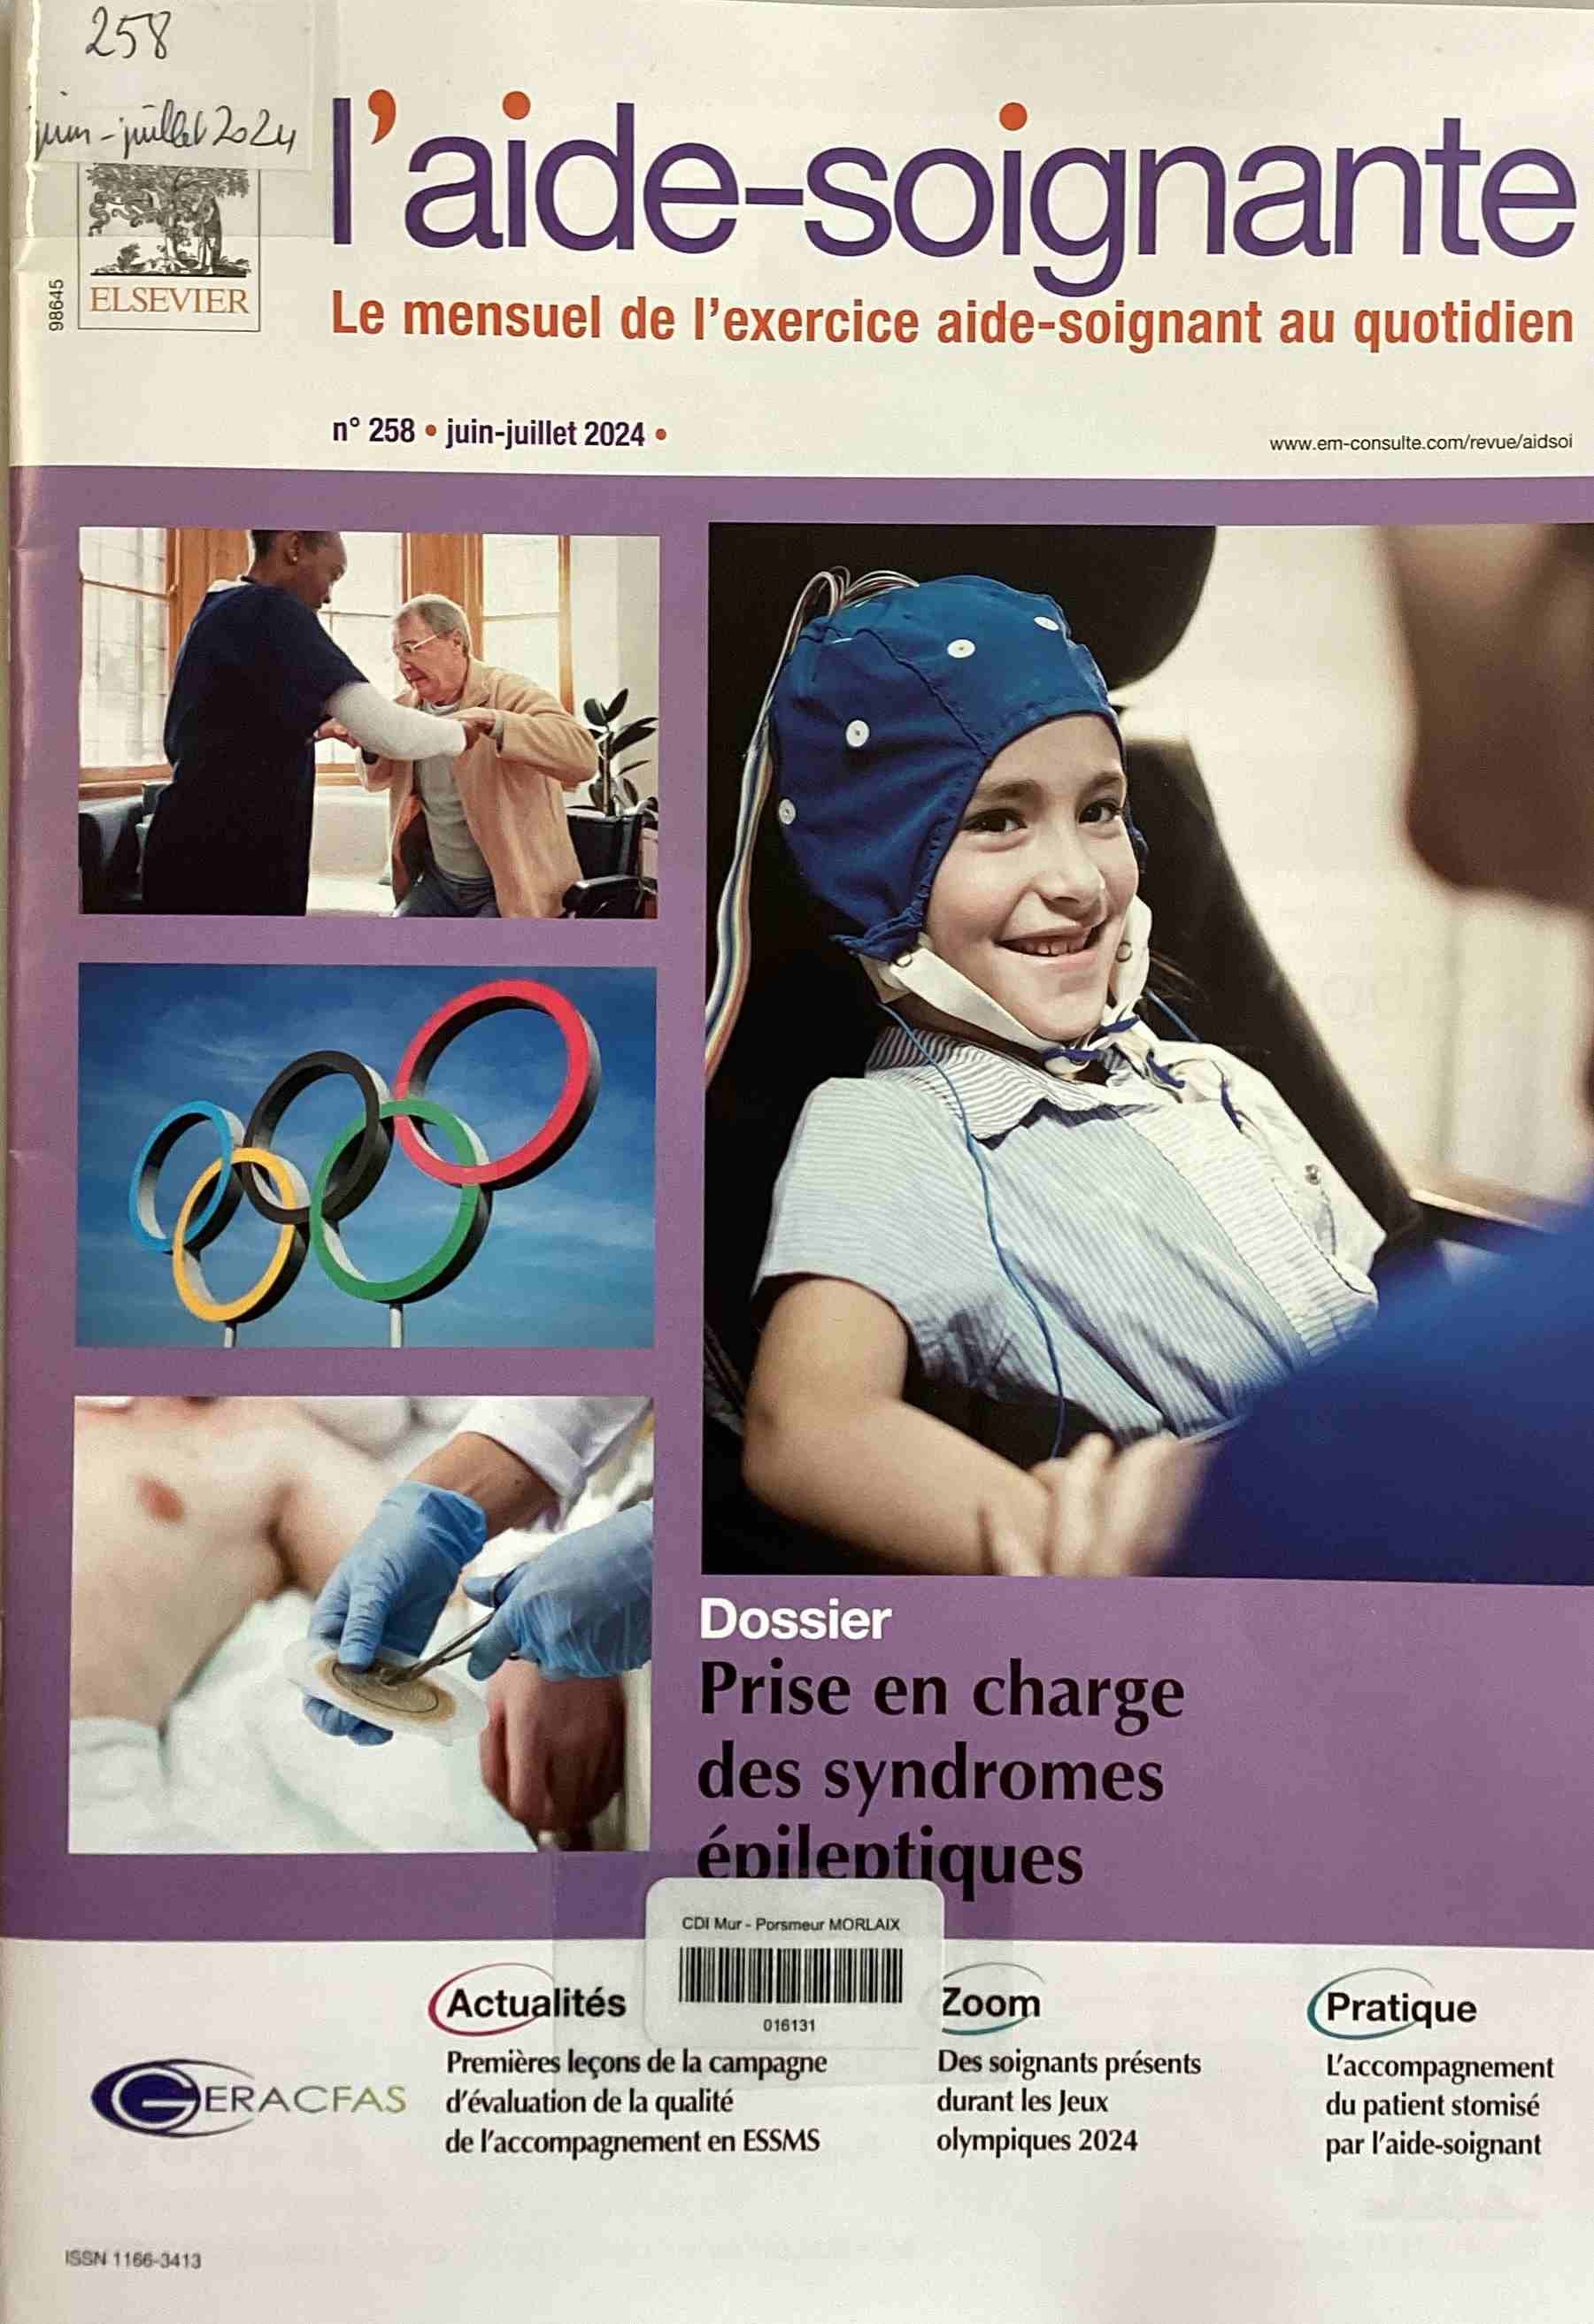 258
juin-juillet 2024
l'aide-soignante
ELSEVIER
98645
Le mensuel de l'exercice aide-soignant au quotidien
n° 258 • juin-juillet 2024 •
www.em-consulte.com/revue/aidsoi
Dossier
Prise en charge
des syndromes
épileptiques
CDI Mur - Porsmeur MORLAIX
016131
Actualités
Premières leçons de la campagne
d'évaluation de la qualité
de l'accompagnement en ESSMS
Zoom
Des soignants présents
durant les Jeux
olympiques 2024
Pratique
L'accompagnement
du patient stomisé
par l'aide-soignant
GERACFAS
ISSN 1166-3413